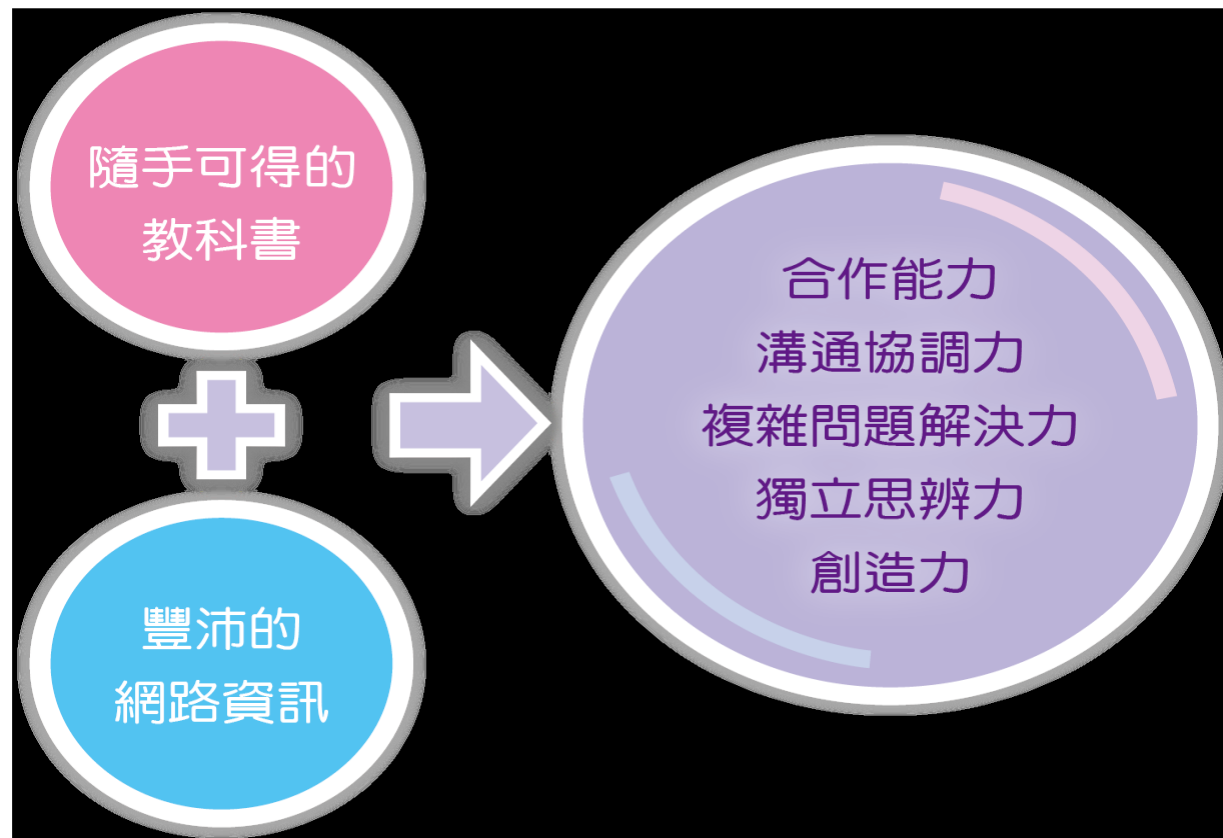 隨手可得的
教科書
豐沛的
網路資訊
合作能力
溝通協調力
複雜問題解決力
獨立思辨力
創造力